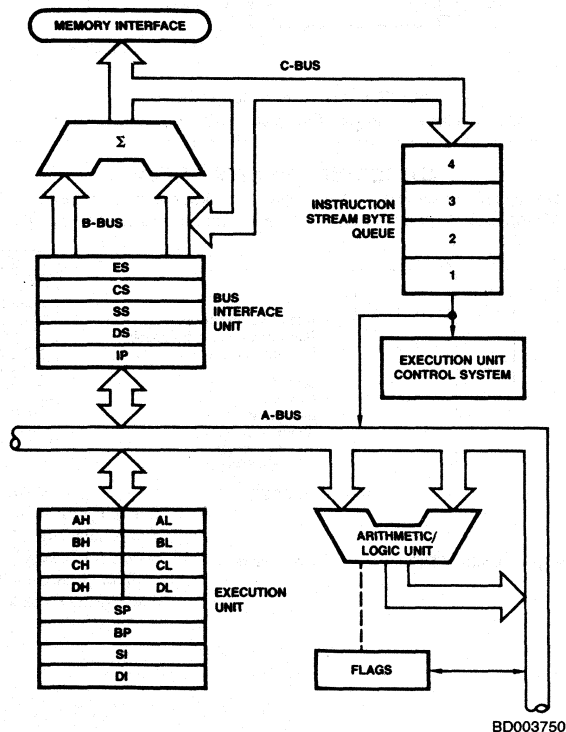 MEMORY INTERFACE
C-BUS
Σ
B-BUS
4
3
2
1
INSTRUCTION
STREAM BYTE
QUEUE
ES
CS
SS
DS
IP
BUS
INTERFACE
UNIT
EXECUTION UNIT
CONTROL SYSTEM
A-BUS
AH AL
BH BL
CH CL
DH DL
SP
BP
SI
DI
EXECUTION
UNIT
ARITHMETIC/
LOGIC UNIT
FLAGS
BD003750